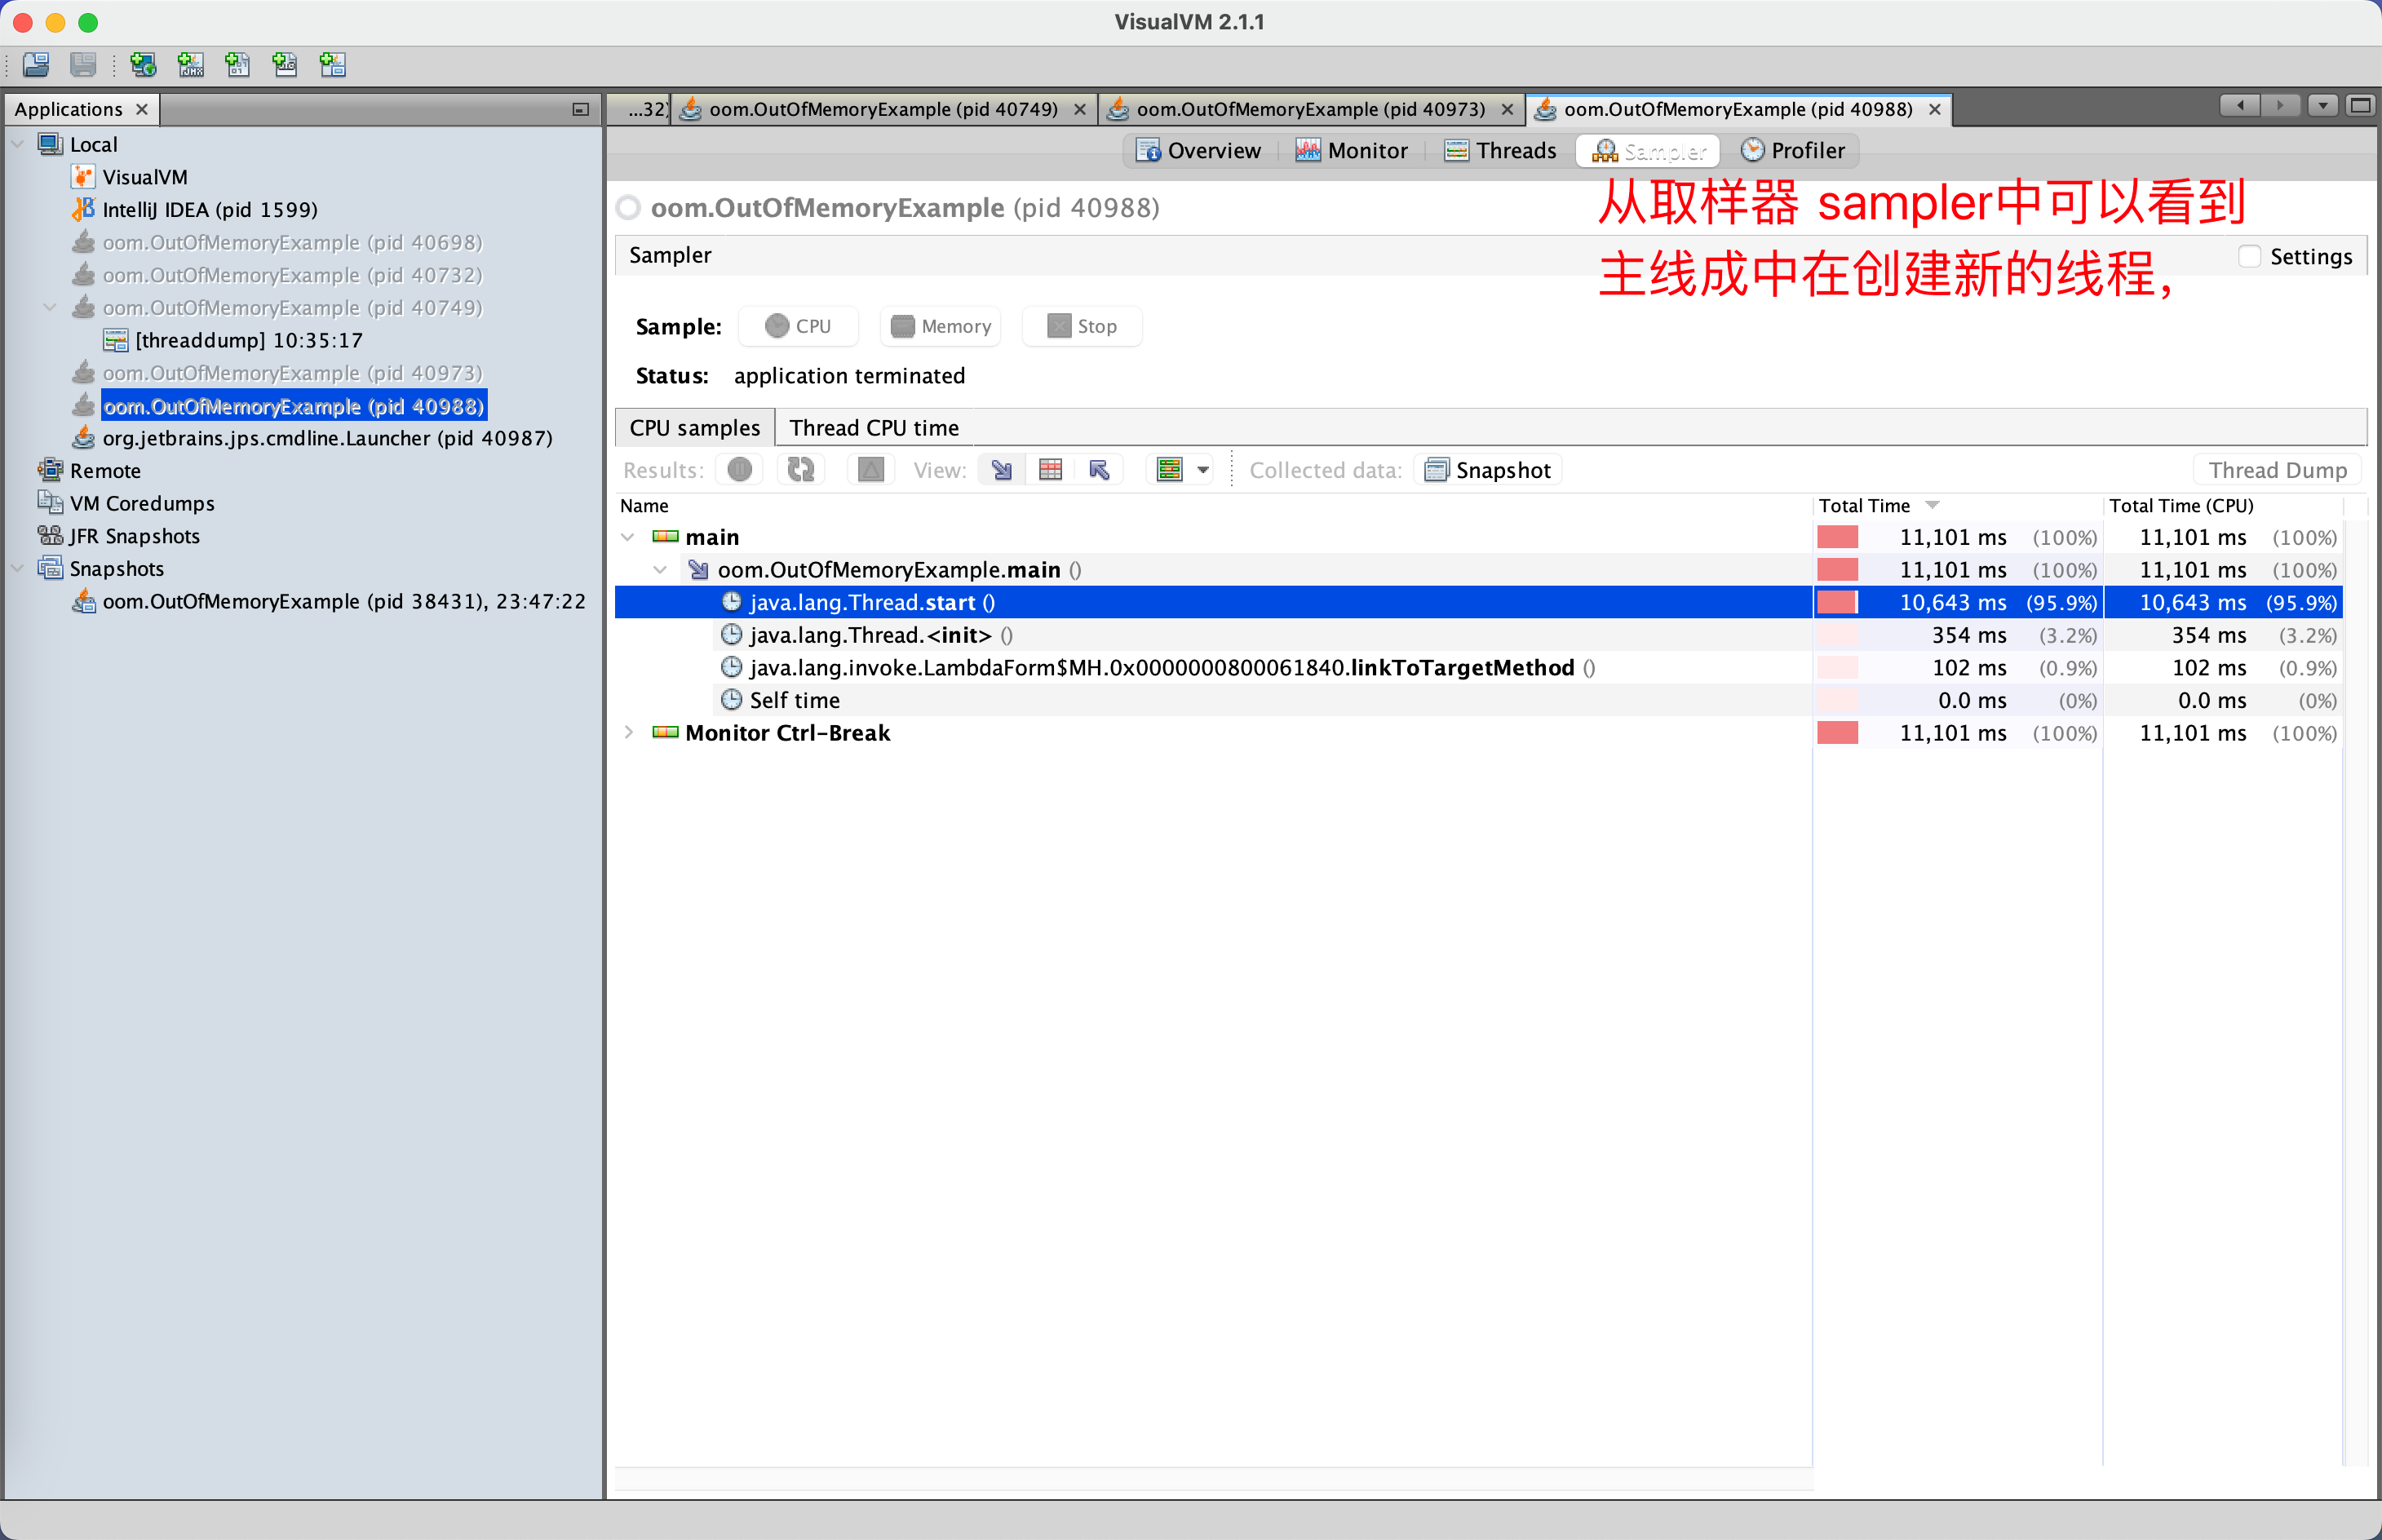 VisualVM 2.1.1
Applications
...32)
oom.OutOfMemoryExample (pid 40749)
oom.OutOfMemoryExample (pid 40973)
oom.OutOfMemoryExample (pid 40988)
Local
VisualVM
IntelliJ IDEA (pid 1599)
oom.OutOfMemoryExample (pid 40698)
oom.OutOfMemoryExample (pid 40732)
oom.OutOfMemoryExample (pid 40749)
[threaddump] 10:35:17
oom.OutOfMemoryExample (pid 40973)
oom.OutOfMemoryExample (pid 40988)
org.jetbrains.jps.cmdline.Launcher (pid 40987)
Remote
VM Coredumps
JFR Snapshots
Snapshots
oom.OutOfMemoryExample (pid 38431), 23:47:22
Overview Monitor Threads Sampler Profiler
oom.OutOfMemoryExample (pid 40988)
从取样器 sampler中可以看到
主线成中在创建新的线程，
Sampler
Settings
Sample: CPU Memory Stop
Status: application terminated
CPU samples Thread CPU time
Results: View: Collected data: Snapshot Thread Dump
Name Total Time Total Time (CPU)
main 11,101 ms (100%) 11,101 ms (100%)
oom.OutOfMemoryExample.main () 11,101 ms (100%) 11,101 ms (100%)
java.lang.Thread.start () 10,643 ms (95.9%) 10,643 ms (95.9%)
java.lang.Thread.<init> () 354 ms (3.2%) 354 ms (3.2%)
java.lang.invoke.LambdaForm$MH.0x0000000800061840.linkToTargetMethod () 102 ms (0.9%) 102 ms (0.9%)
Self time 0.0 ms (0%) 0.0 ms (0%)
Monitor Ctrl-Break 11,101 ms (100%) 11,101 ms (100%)